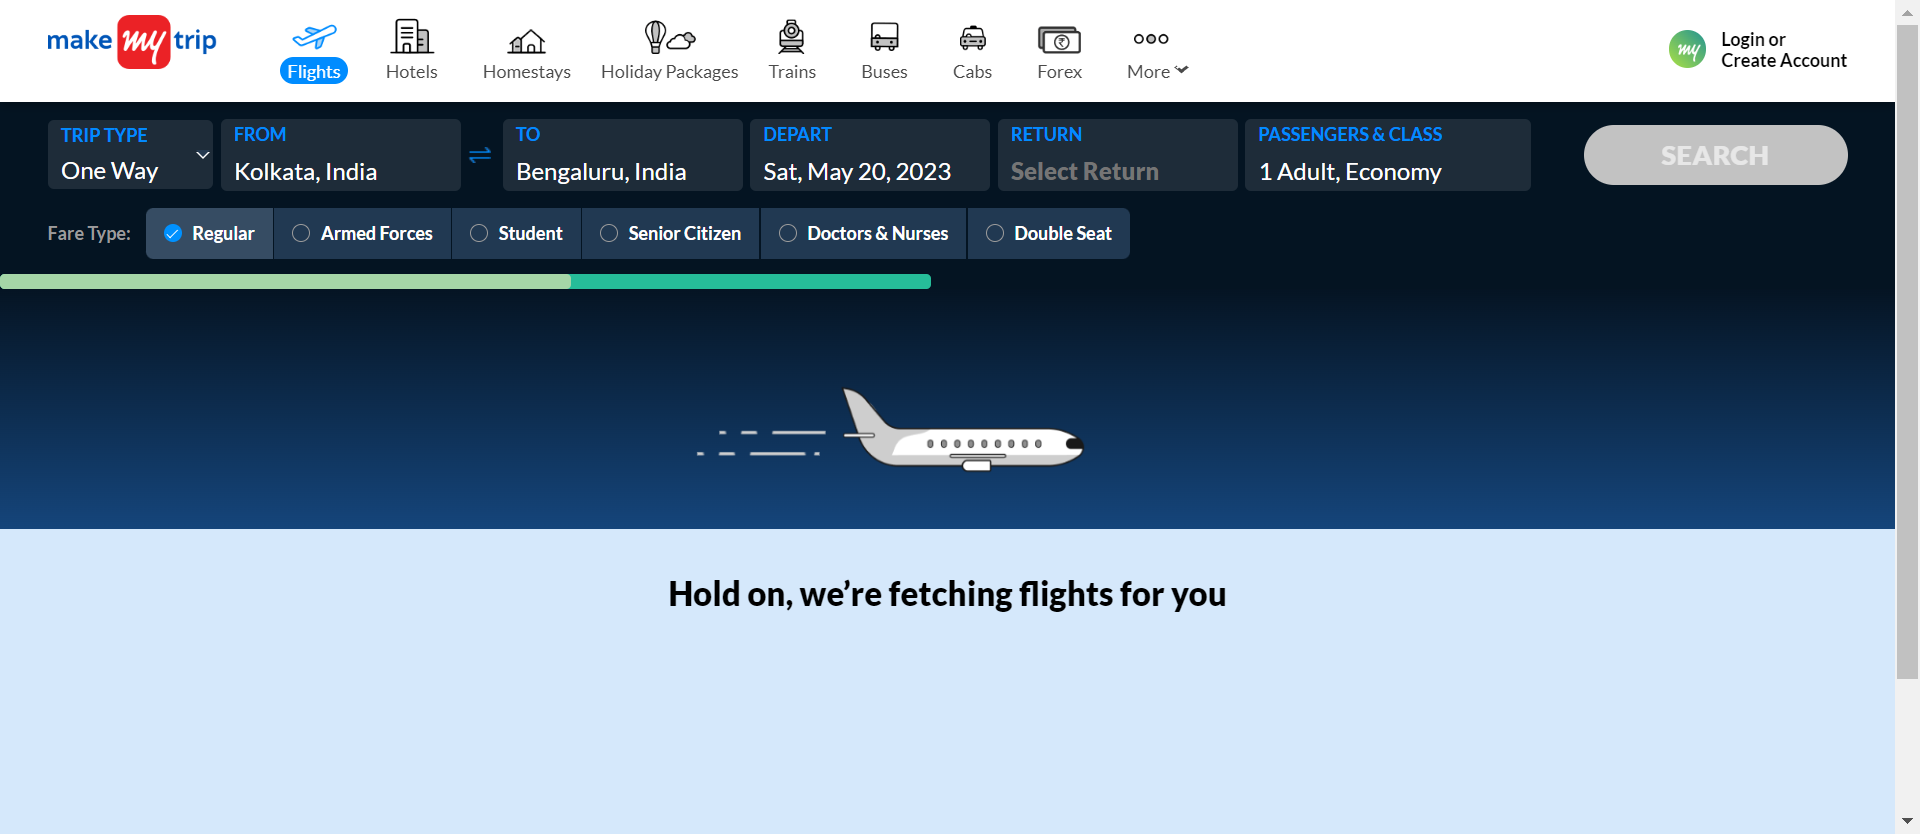 make my trip
Flights
Hotels
Homestays
Holiday Packages
Trains
Buses
Cabs
Forex
More
my
Login or
Create Account
TRIP TYPE
One Way
FROM
Kolkata, India
TO
Bengaluru, India
DEPART
Sat, May 20, 2023
RETURN
Select Return
PASSENGERS & CLASS
1 Adult, Economy
SEARCH
Fare Type:
Regular
Armed Forces
Student
Senior Citizen
Doctors & Nurses
Double Seat
Hold on, we’re fetching flights for you